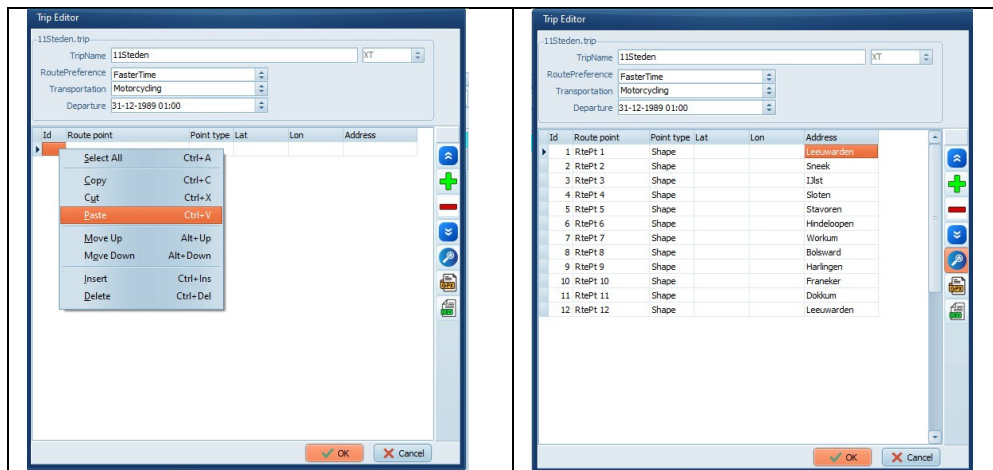 Trip Editor
11Steden.trip
TripName 11Steden XT
RoutePreference FasterTime
Transportation Motorcycling
Departure 31-12-1989 01:00
Id Route point Point type Lat Lon Address
Select All Ctrl+A
Copy Ctrl+C
Cut Ctrl+X
Paste Ctrl+V
Move Up Alt+Up
Move Down Alt+Down
Insert Ctrl+Ins
Delete Ctrl+Del
GPX
CSV
OK Cancel
Trip Editor
11Steden.trip
TripName 11Steden XT
RoutePreference FasterTime
Transportation Motorcycling
Departure 31-12-1989 01:00
Id Route point Point type Lat Lon Address
1 RtePt 1 Shape Leeuwarden
2 RtePt 2 Shape Sneek
3 RtePt 3 Shape IJlst
4 RtePt 4 Shape Sloten
5 RtePt 5 Shape Stavoren
6 RtePt 6 Shape Hindeloopen
7 RtePt 7 Shape Workum
8 RtePt 8 Shape Bolsward
9 RtePt 9 Shape Harlingen
10 RtePt 10 Shape Franeker
11 RtePt 11 Shape Dokkum
12 RtePt 12 Shape Leeuwarden
GPX
CSV
OK Cancel